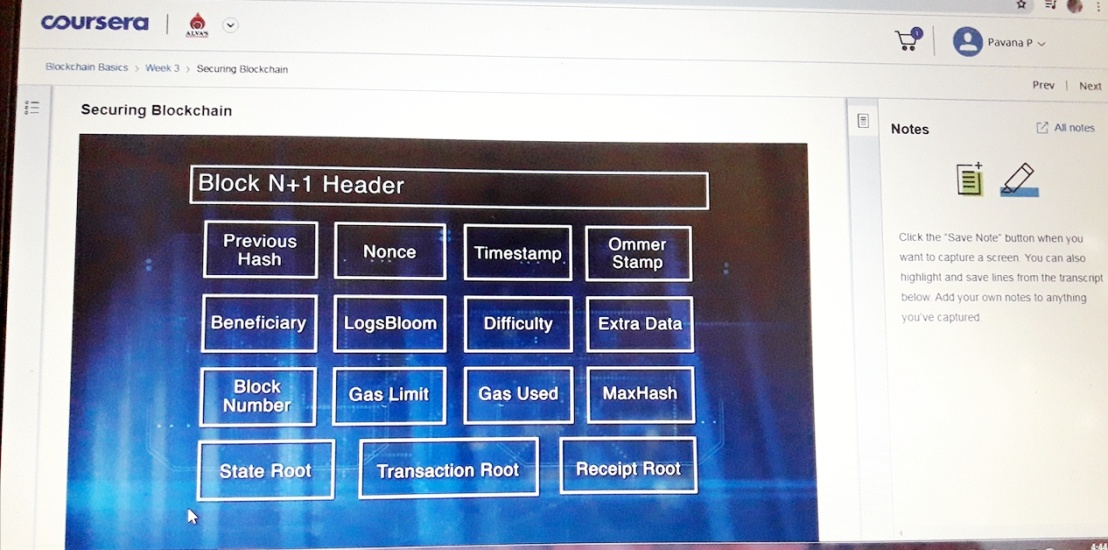 coursera | ALVA'S
Pavana P
Blockchain Basics > Week 3 > Securing Blockchain
Prev | Next
Securing Blockchain
Notes
All notes
Block N+1 Header
Previous
Hash
Nonce
Timestamp
Ommer
Stamp
Beneficiary
LogsBloom
Difficulty
Extra Data
Block
Number
Gas Limit
Gas Used
MaxHash
State Root
Transaction Root
Receipt Root
Click the "Save Note" button when you
want to capture a screen. You can also
highlight and save lines from the transcript
below. Add your own notes to anything
you've captured.